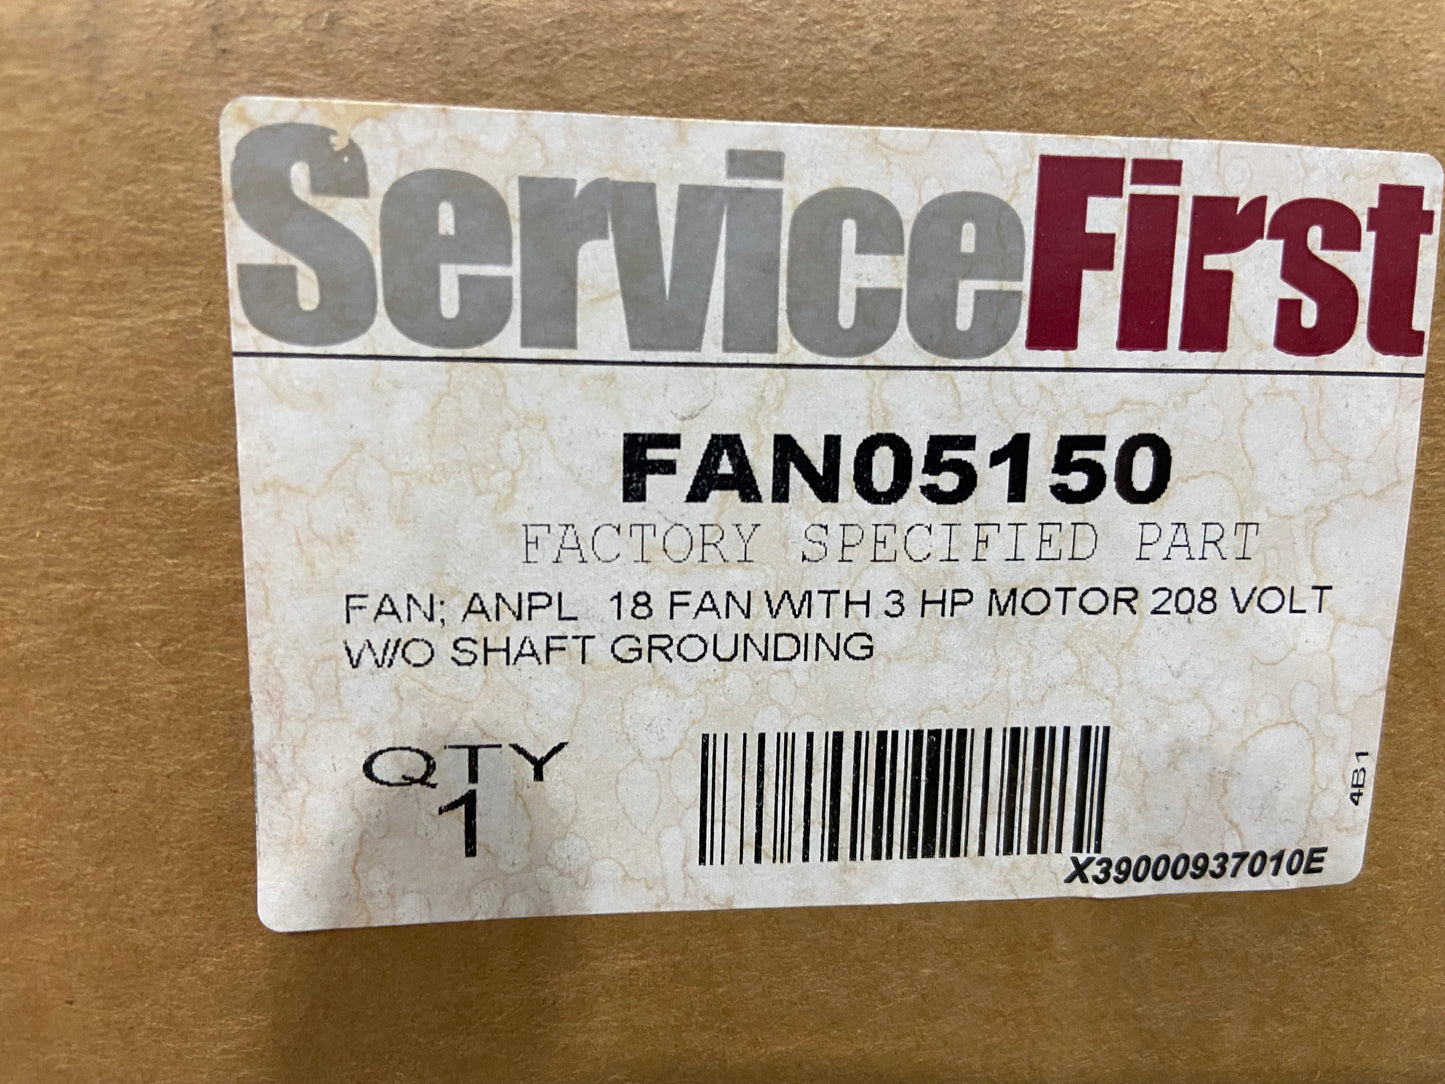 ServiceFirst
FAN05150
FACTORY SPECIFIED PART
FAN; ANPL 18 FAN WITH 3 HP MOTOR 208 VOLT
W/O SHAFT GROUNDING
QTY
1
4B1
X39000937010E